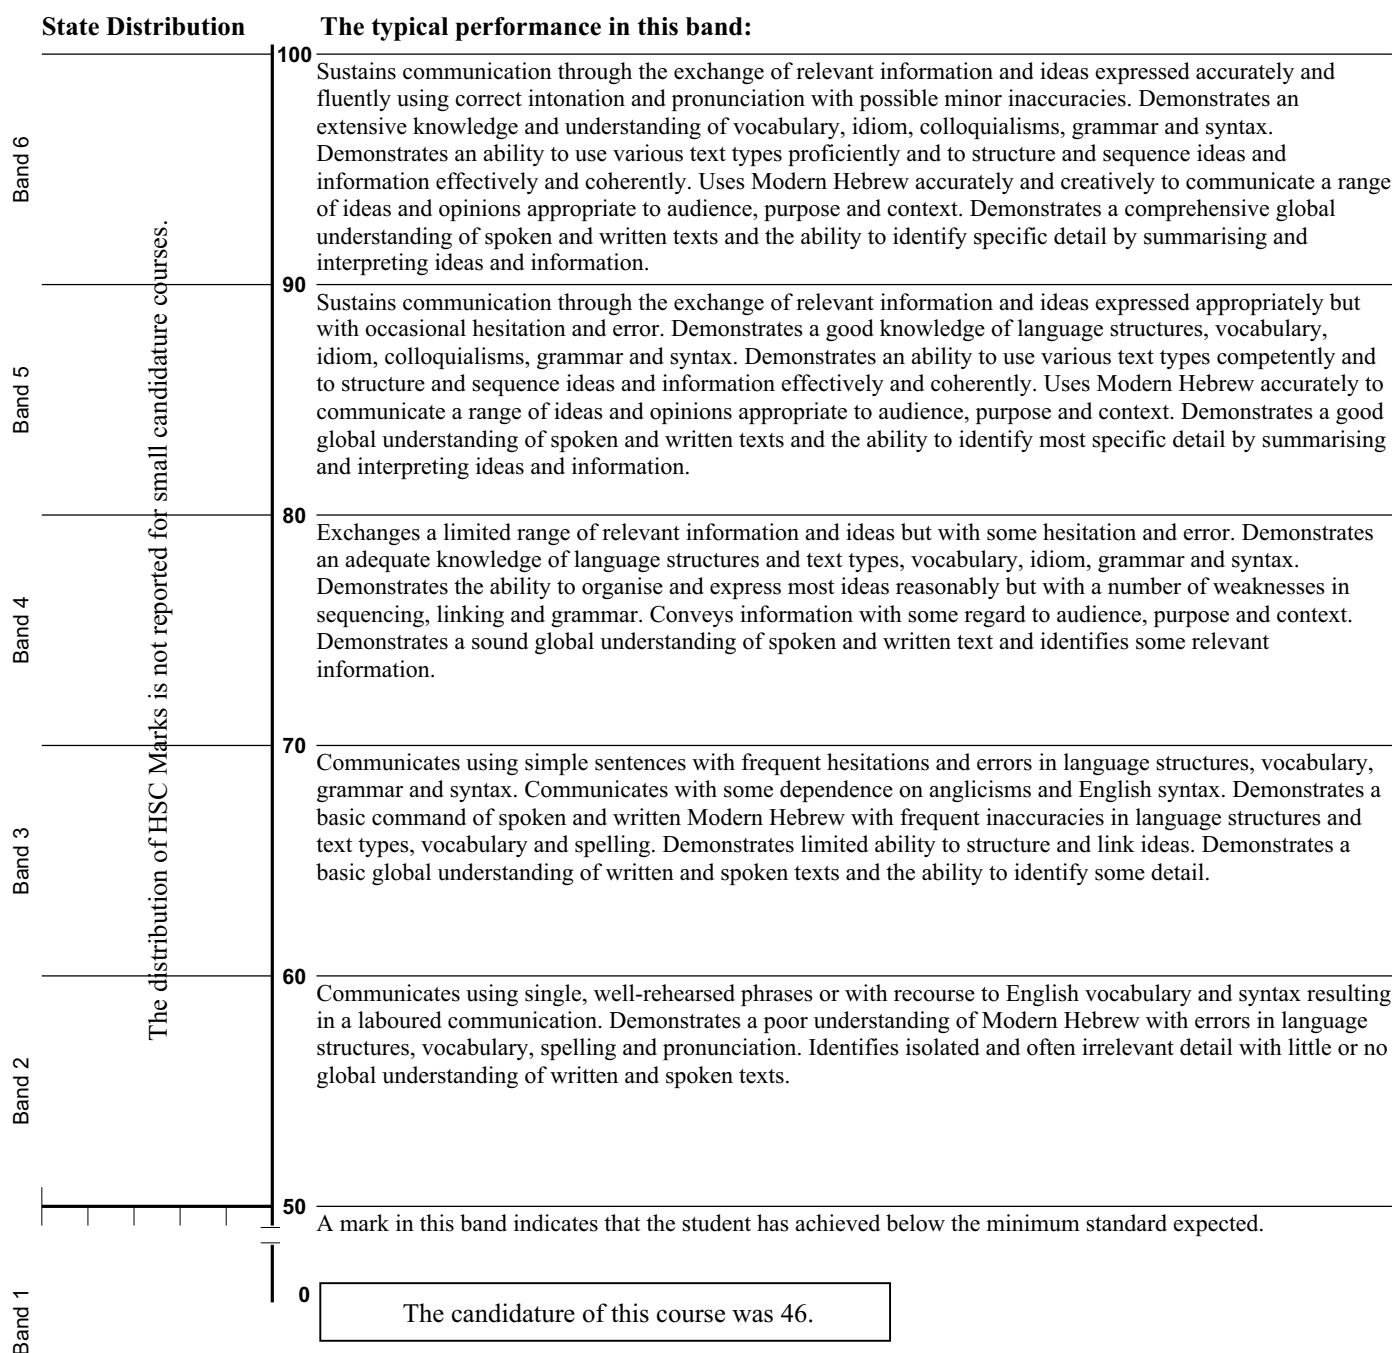 State Distribution
The typical performance in this band:
100
Band 6
Sustains communication through the exchange of relevant information and ideas expressed accurately and
fluently using correct intonation and pronunciation with possible minor inaccuracies. Demonstrates an
extensive knowledge and understanding of vocabulary, idiom, colloquialisms, grammar and syntax.
Demonstrates an ability to use various text types proficiently and to structure and sequence ideas and
information effectively and coherently. Uses Modern Hebrew accurately and creatively to communicate a range
of ideas and opinions appropriate to audience, purpose and context. Demonstrates a comprehensive global
understanding of spoken and written texts and the ability to identify specific detail by summarising and
interpreting ideas and information.
The distribution of HSC Marks is not reported for small candidature courses.
90
Band 5
Sustains communication through the exchange of relevant information and ideas expressed appropriately but
with occasional hesitation and error. Demonstrates a good knowledge of language structures, vocabulary,
idiom, colloquialisms, grammar and syntax. Demonstrates an ability to use various text types competently and
to structure and sequence ideas and information effectively and coherently. Uses Modern Hebrew accurately to
communicate a range of ideas and opinions appropriate to audience, purpose and context. Demonstrates a good
global understanding of spoken and written texts and the ability to identify most specific detail by summarising
and interpreting ideas and information.
80
Band 4
Exchanges a limited range of relevant information and ideas but with some hesitation and error. Demonstrates
an adequate knowledge of language structures and text types, vocabulary, idiom, grammar and syntax.
Demonstrates the ability to organise and express most ideas reasonably but with a number of weaknesses in
sequencing, linking and grammar. Conveys information with some regard to audience, purpose and context.
Demonstrates a sound global understanding of spoken and written text and identifies some relevant
information.
70
Band 3
Communicates using simple sentences with frequent hesitations and errors in language structures, vocabulary,
grammar and syntax. Communicates with some dependence on anglicisms and English syntax. Demonstrates a
basic command of spoken and written Modern Hebrew with frequent inaccuracies in language structures and
text types, vocabulary and spelling. Demonstrates limited ability to structure and link ideas. Demonstrates a
basic global understanding of written and spoken texts and the ability to identify some detail.
60
Band 2
Communicates using single, well-rehearsed phrases or with recourse to English vocabulary and syntax resulting
in a laboured communication. Demonstrates a poor understanding of Modern Hebrew with errors in language
structures, vocabulary, spelling and pronunciation. Identifies isolated and often irrelevant detail with little or no
global understanding of written and spoken texts.
50
A mark in this band indicates that the student has achieved below the minimum standard expected.
Band 1
0
The candidature of this course was 46.